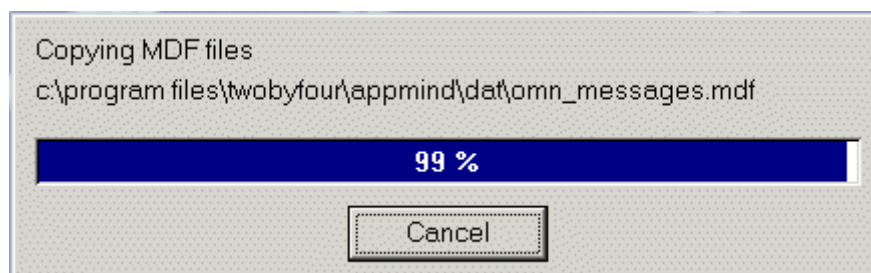 Copying MDF files
c:\program files\twobyfour\appmind\dat\omn_messages.mdf
99 %
Cancel